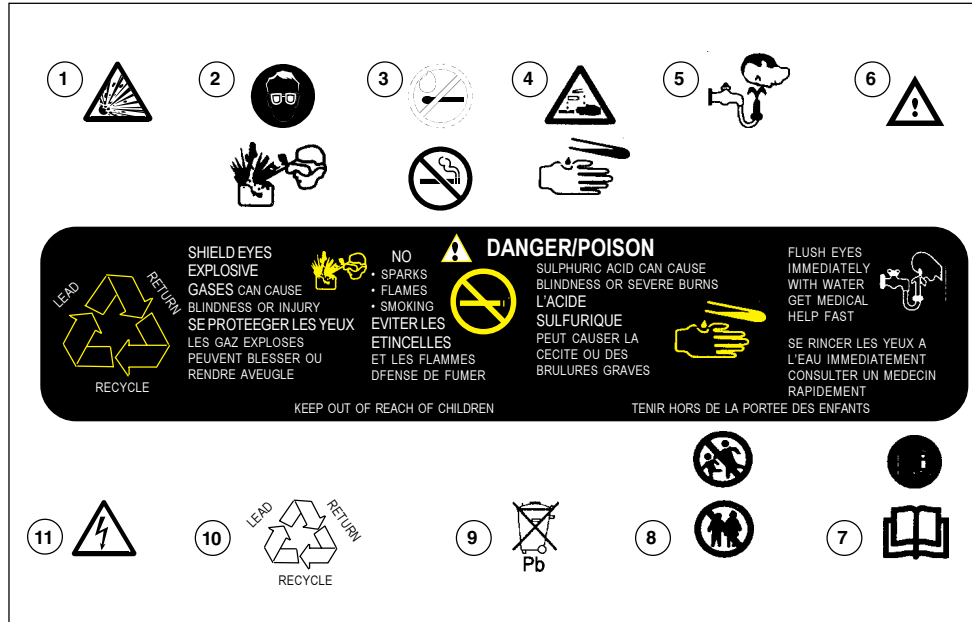 1
2
3
4
5
6
SHIELD EYES
EXPLOSIVE
GASES CAN CAUSE
BLINDNESS OR INJURY
SE PROTEEGER LES YEUX
LES GAZ EXPLOSES
PEUVENT BLESSER OU
RENDRE AVEUGLE
NO
• SPARKS
• FLAMES
• SMOKING
EVITER LES
ETINCELLES
ET LES FLAMMES
DFENSE DE FUMER
DANGER/POISON
SULPHURIC ACID CAN CAUSE
BLINDNESS OR SEVERE BURNS
L'ACIDE
SULFURIQUE
PEUT CAUSER LA
CECITE OU DES
BRULURES GRAVES
FLUSH EYES
IMMEDIATELY
WITH WATER
GET MEDICAL
HELP FAST
SE RINCER LES YEUX A
L'EAU IMMEDIATEMENT
CONSULTER UN MEDECIN
RAPIDEMENT
LEAD
RETURN
RECYCLE
KEEP OUT OF REACH OF CHILDREN
TENIR HORS DE LA PORTEE DES ENFANTS
11
10
LEAD
RETURN
RECYCLE
9
Pb
8
7